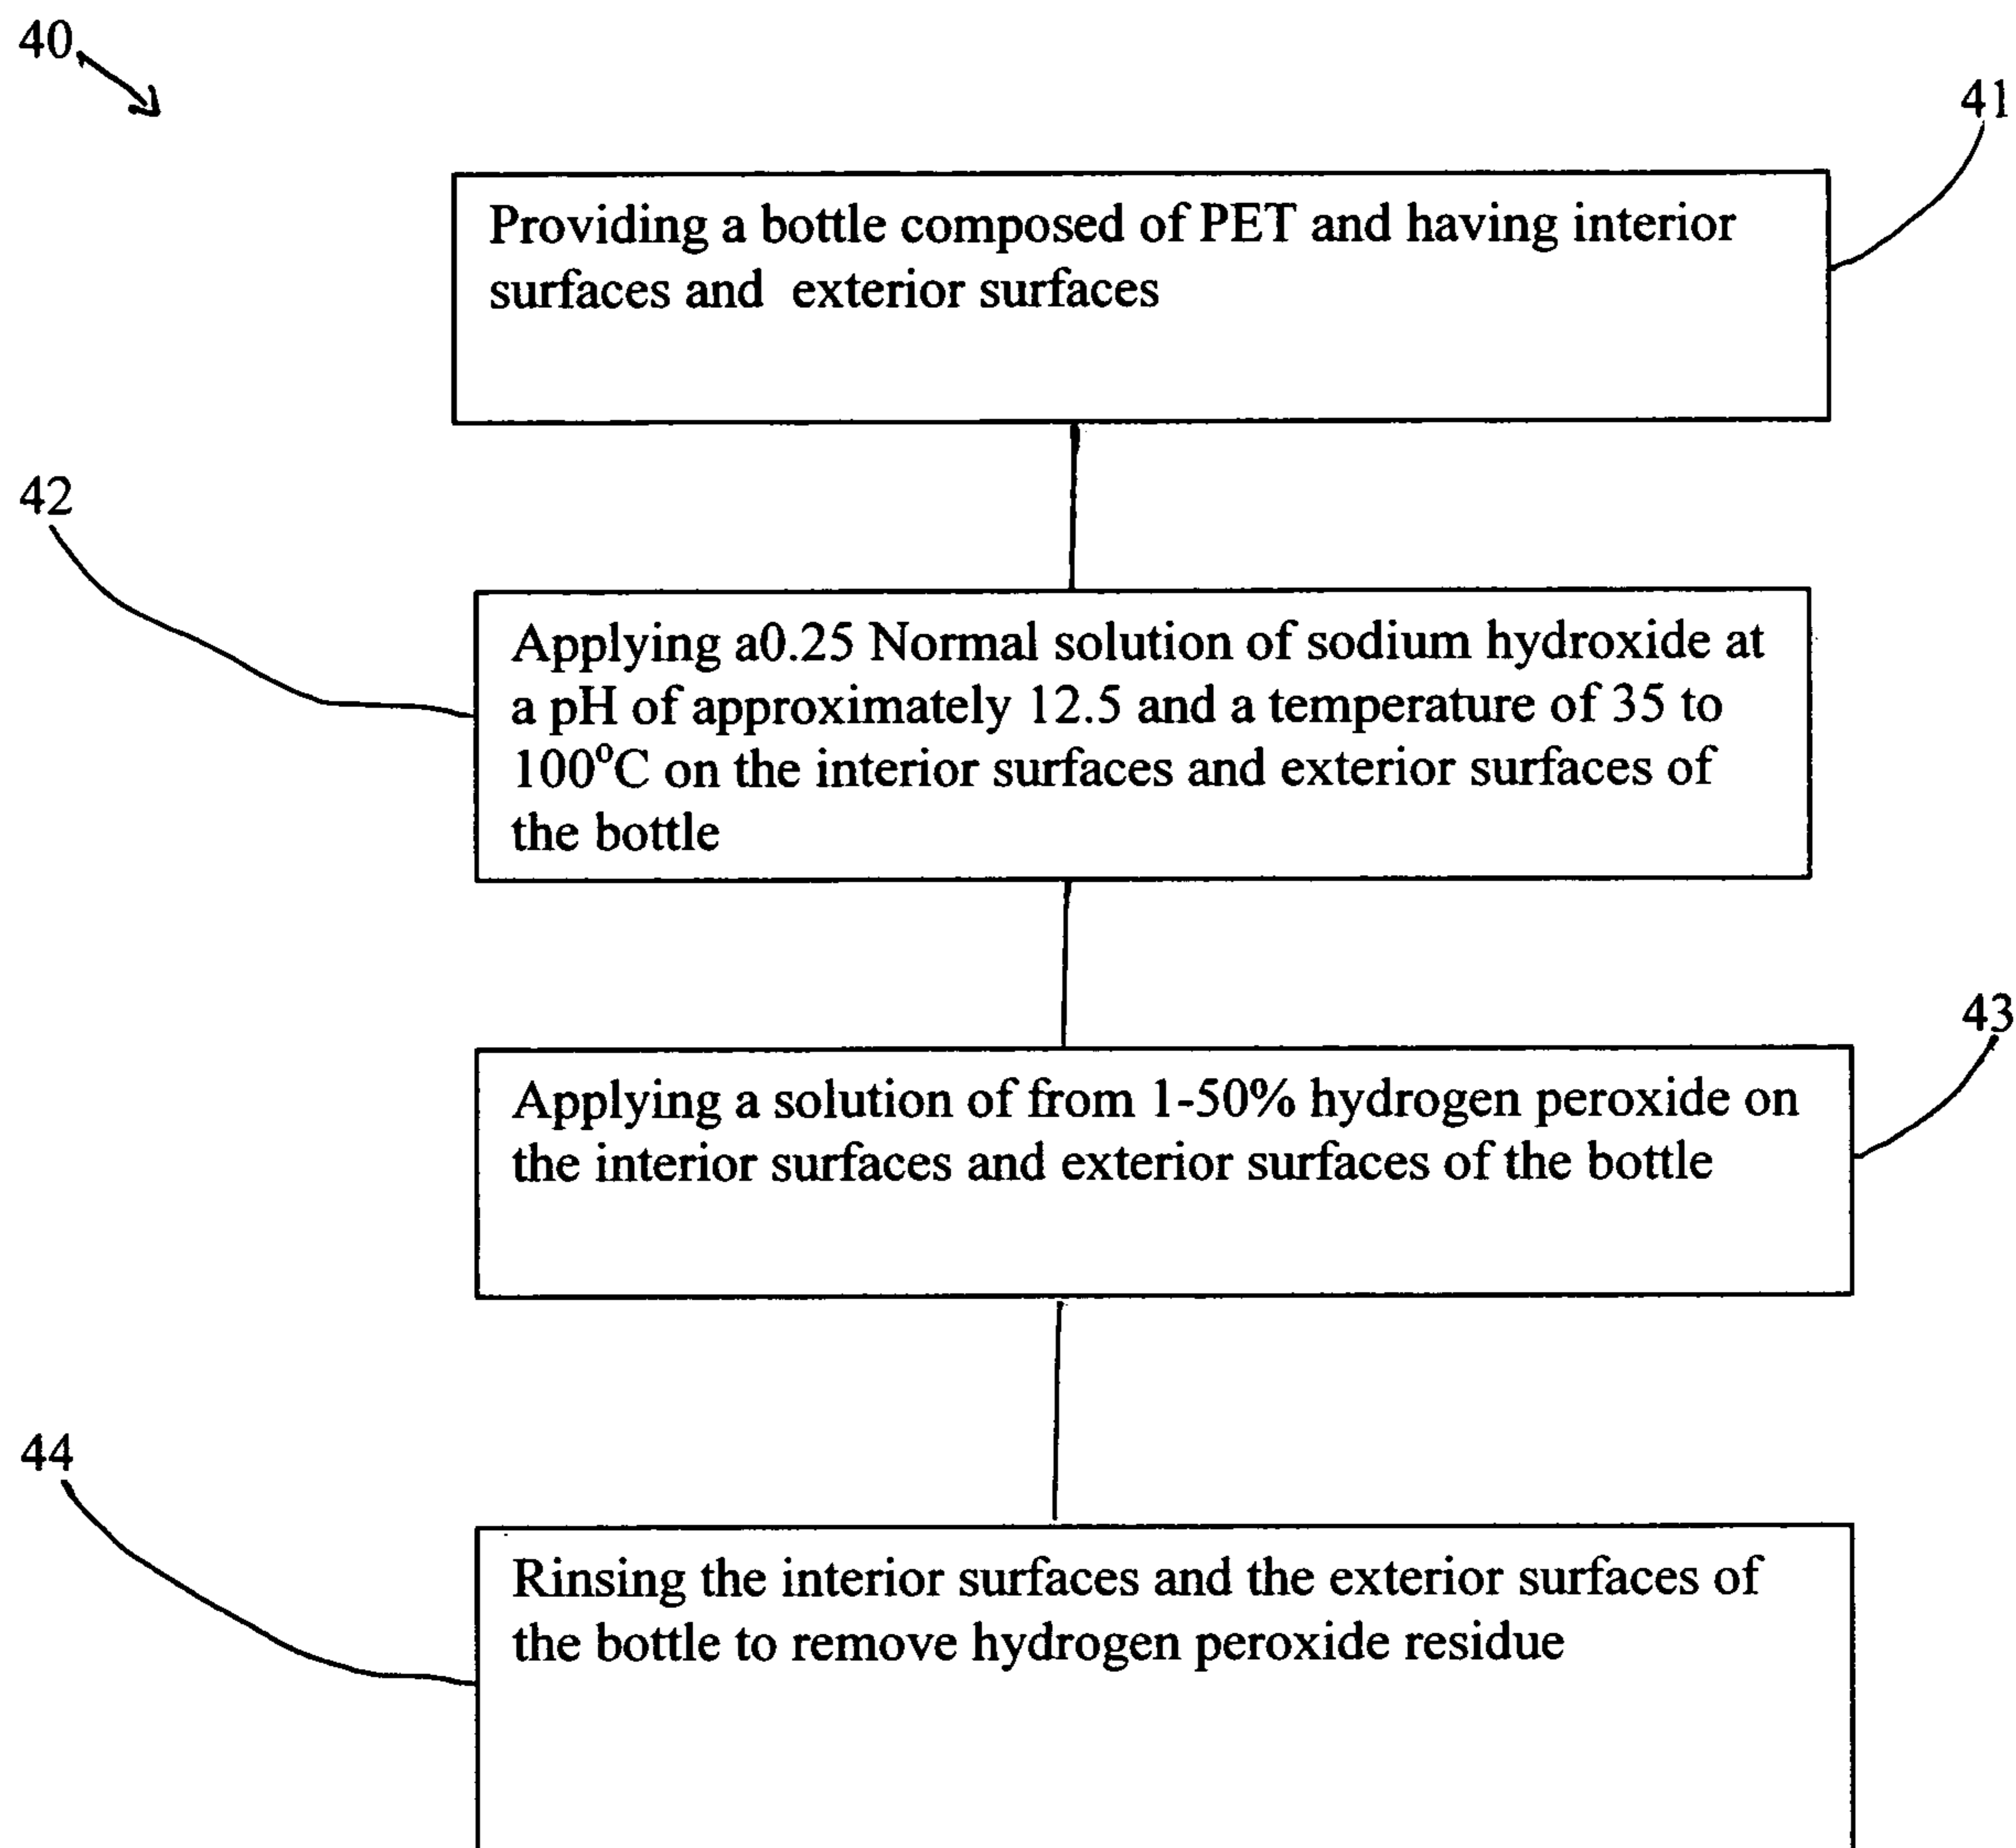 40
41
Providing a bottle composed of PET and having interior
surfaces and exterior surfaces
42
Applying a0.25 Normal solution of sodium hydroxide at
a pH of approximately 12.5 and a temperature of 35 to
100°C on the interior surfaces and exterior surfaces of
the bottle
43
Applying a solution of from 1-50% hydrogen peroxide on
the interior surfaces and exterior surfaces of the bottle
44
Rinsing the interior surfaces and the exterior surfaces of
the bottle to remove hydrogen peroxide residue